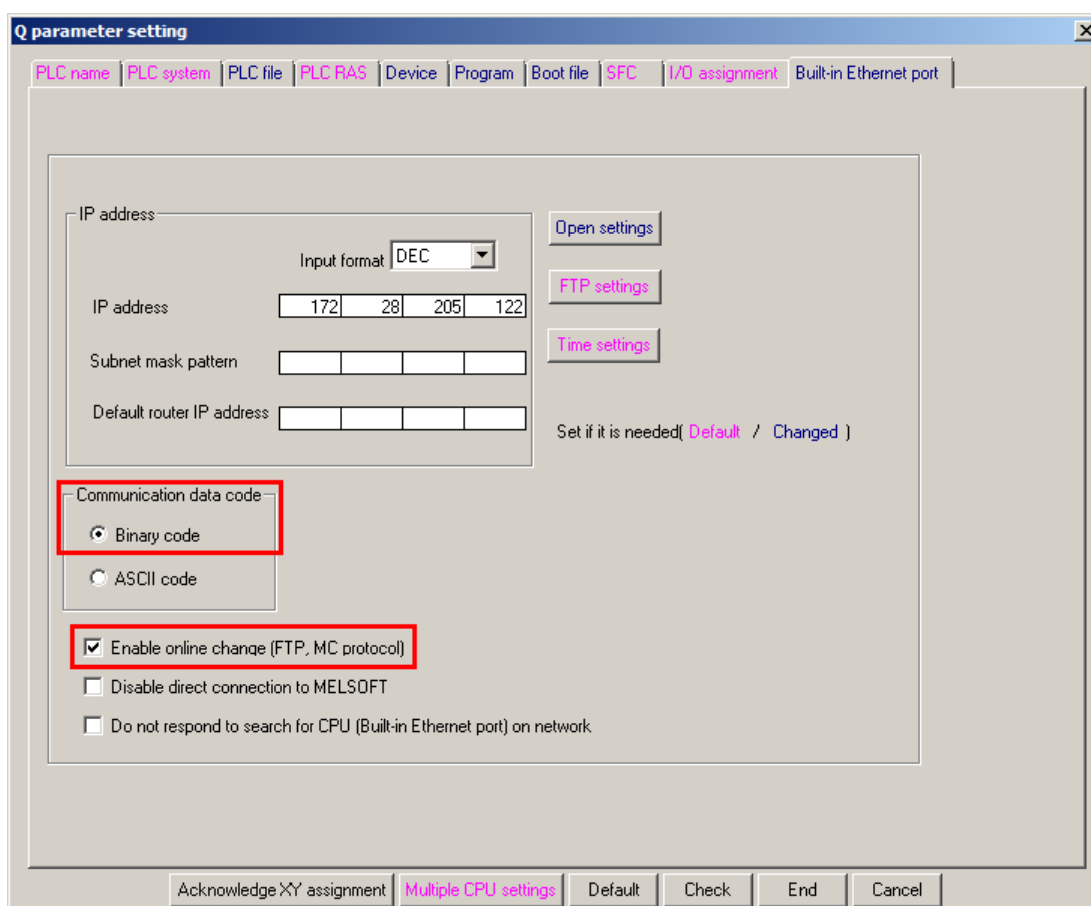 Q parameter setting
PLC name PLC system PLC file PLC RAS Device Program Boot file SFC I/O assignment Built-in Ethernet port
IP address
Input format DEC
IP address 172 28 205 122
Subnet mask pattern
Default router IP address
Open settings
FTP settings
Time settings
Set if it is needed( Default / Changed )
Communication data code
Binary code
ASCII code
Enable online change (FTP, MC protocol)
Disable direct connection to MELSOFT
Do not respond to search for CPU (Built-in Ethernet port) on network
Acknowledge XY assignment Multiple CPU settings Default Check End Cancel